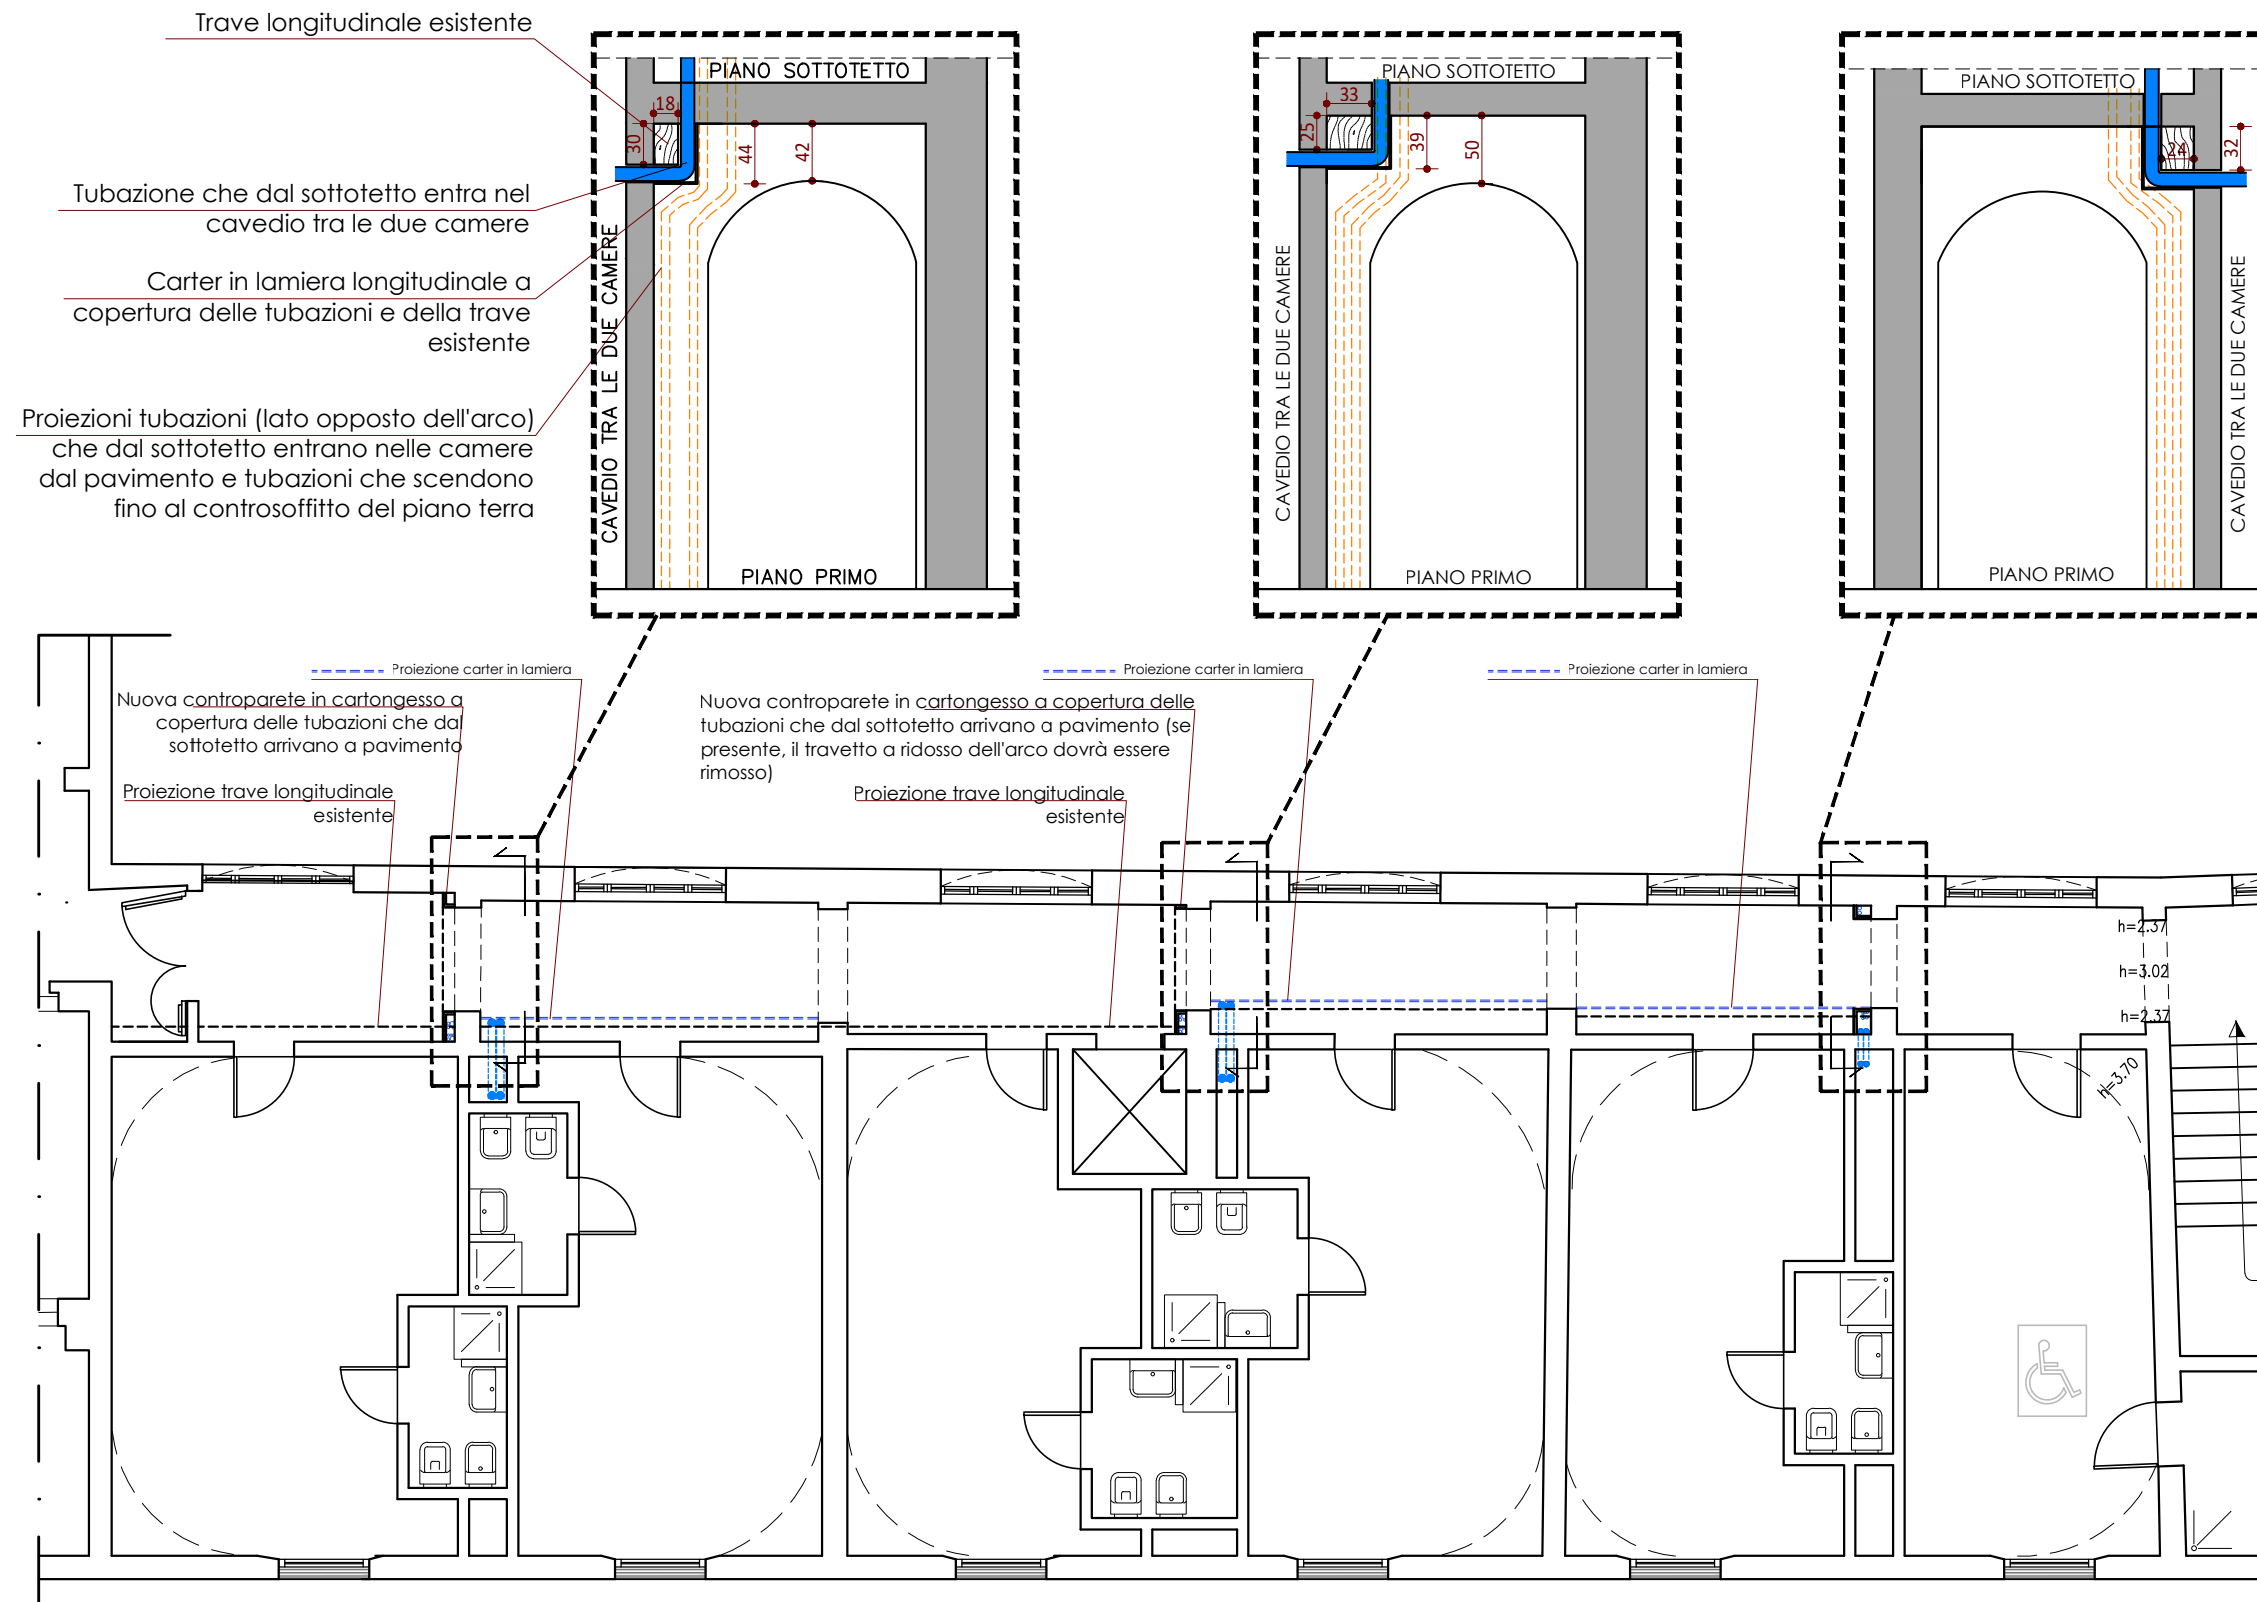 Trave longitudinale esistente
Tubazione che dal sottotetto entra nel
cavedio tra le due camere
Carter in lamiera longitudinale a
copertura delle tubazioni e della trave
esistente
Proiezioni tubazioni (lato opposto dell'arco)
che dal sottotetto entrano nelle camere
dal pavimento e tubazioni che scendono
fino al controsoffitto del piano terra
PIANO SOTTOTETTO
18
30
44
42
CAVEDIO TRA LE DUE CAMERE
PIANO PRIMO
PIANO SOTTOTETTO
33
25
39
50
CAVEDIO TRA LE DUE CAMERE
PIANO PRIMO
PIANO SOTTOTETTO
24
32
CAVEDIO TRA LE DUE CAMERE
PIANO PRIMO
Proiezione carter in lamiera
Proiezione carter in lamiera
Proiezione carter in lamiera
Nuova controparete in cartongesso a
copertura delle tubazioni che dal
sottotetto arrivano a pavimento
Proiezione trave longitudinale
esistente
Nuova controparete in cartongesso a copertura delle
tubazioni che dal sottotetto arrivano a pavimento (se
presente, il travetto a ridosso dell'arco dovrà essere
rimosso)
Proiezione trave longitudinale
esistente
h=2.37
h=3.02
h=2.37
h=3.70